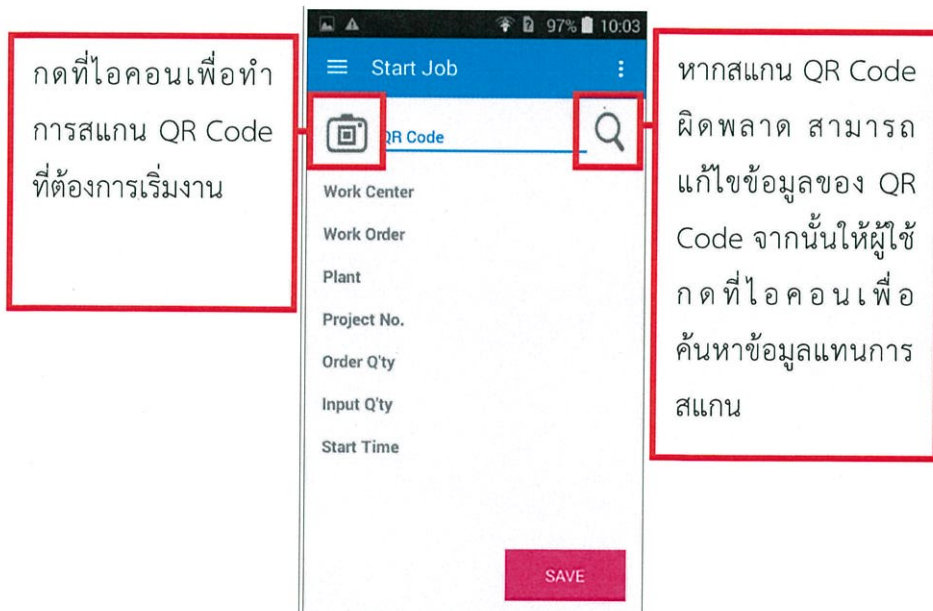 กดที่ไอคอนเพื่อทำ
การสแกน QR Code
ที่ต้องการเริ่มงาน
97% 10:03
Start Job
QR Code
Work Center
Work Order
Plant
Project No.
Order Q'ty
Input Q'ty
Start Time
SAVE
หากสแกน QR Code
ผิดพลาด สามารถ
แก้ไขข้อมูลของ QR
Code จากนั้นให้ผู้ใช้
กดที่ไอคอนเพื่อ
ค้นหาข้อมูลแทนการ
สแกน